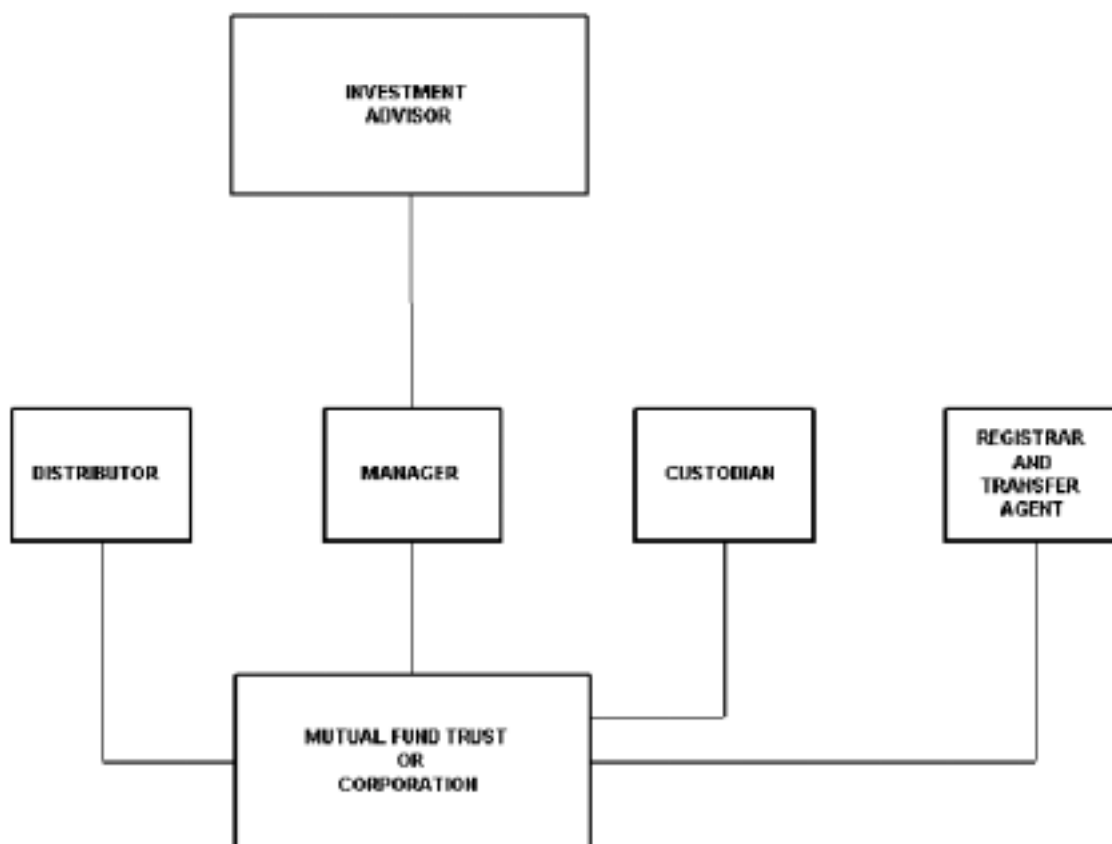 INVESTMENT
ADVISOR
DISTRIBUTOR
MANAGER
CUSTODIAN
REGISTRAR
AND
TRANSFER
AGENT
MUTUAL FUND TRUST
OR
CORPORATION